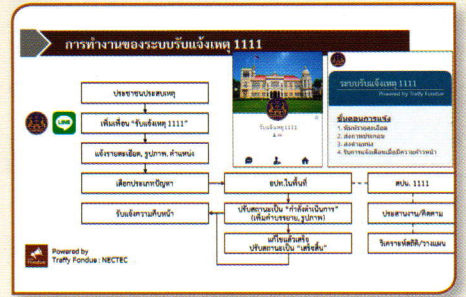 การทำงานของระบบรับแจ้งเหตุ 1111
ประชาชนประสบเหตุ
LINE
เพิ่มเพื่อน "รับแจ้งเหตุ 1111"
แจ้งรายละเอียด, รูปภาพ, ตำแหน่ง
เลือกประเภทปัญหา
รับแจ้งความคืบหน้า
รับแจ้งเหตุ1111
ระบบรับแจ้งเหตุ 1111
Powered by Traffy Fondue
ขั้นตอนการแจ้ง
1. พิมพ์รายละเอียด
2. ส่งภาพประกอบ
3. ส่งตำแหน่ง
4. รับการแจ้งเตือนเมื่อมีความก้าวหน้า
อปท.ในพื้นที่
ปรับสถานะเป็น "กำลังดำเนินการ"
(เพิ่มคำบรรยาย,รูปภาพ)
แก้ไขแล้วเสร็จ
ปรับสถานะเป็น "เสร็จสิ้น"
สปน. 1111
ประสานงาน/ติดตาม
วิเคราะห์สถิติ/วางแผน
Powered by
Traffy Fondue : NECTEC